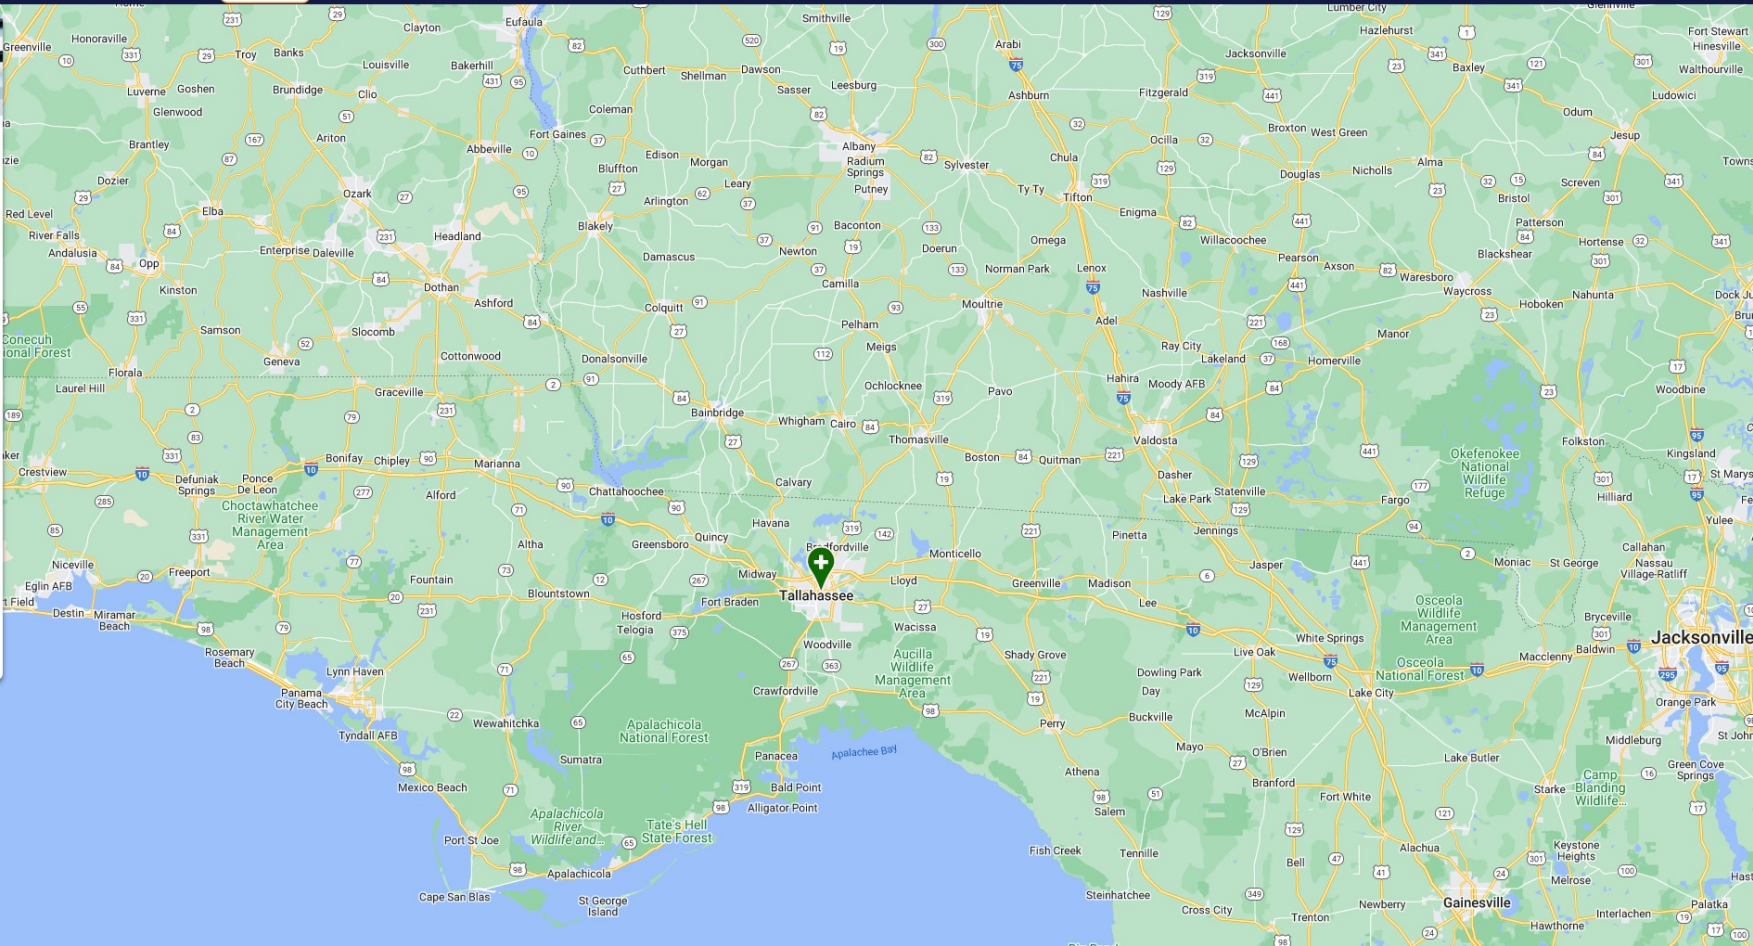 Smithville
Lumber City
Eufaula
Clayton
Honoraville
Greenville
Troy
Banks
Louisville
Bakerhill
Cuthbert
Shellman
Dawson
Leesburg
Sasser
Arabi
Ashburn
Jacksonville
Fitzgerald
Hazlehurst
Baxley
Fort Stewart
Hinesville
Walthourville
Ludowici
Luverne
Goshen
Brundidge
Clio
Glenwood
Coleman
Brantley
Ariton
Abbeville
Fort Gaines
Edison
Morgan
Bluffton
Albany
Radium
Springs
Putney
Sylvester
Chula
Ocilla
Broxton
West Green
Odum
Jesup
Alma
Nicholls
Douglas
Screven
Bristol
Patterson
Dozier
Ozark
Elba
Leary
Arlington
Ty Ty
Tifton
Enigma
Red Level
River Falls
Andalusia
Opp
Enterprise
Daleville
Headland
Blakely
Baconton
Newton
Doerun
Omega
Willacoochee
Pearson
Axson
Waresboro
Blackshear
Hortense
Kinston
Dothan
Ashford
Damascus
Camilla
Norman Park
Lenox
Moultrie
Nashville
Waycross
Hoboken
Nahunta
Samson
Slocomb
Colquitt
Pelham
Meigs
Adel
Ray City
Lakeland
Homerville
Manor
Geneva
Cottonwood
Donalsonville
Florala
Laurel Hill
Graceville
Ochlocknee
Pavo
Hahira
Moody AFB
Woodbine
Bainbridge
Whigham
Cairo
Thomasville
Valdosta
Folkston
Kingsland
St Marys
Crestview
Defuniak
Springs
Ponce
De Leon
Bonifay
Chipley
Marianna
Boston
Quitman
Dasher
Lake Park
Statenville
Okefenokee
National
Wildlife
Refuge
Fargo
Hilliard
Yulee
Alford
Chattahoochee
Calvary
Choctawhatchee
River Water
Management
Area
Havana
Quincy
Greensboro
Altha
Monticello
Pinetta
Jennings
Jasper
Moniac
St George
Callahan
Nassau
Village-Ratliff
Niceville
Eglin AFB
Freeport
Fountain
Blountstown
Midway
Fort Braden
Tallahassee
Lloyd
Greenville
Madison
Lee
Destin
Miramar
Beach
Hosford
Telogia
Wacissa
Woodville
Osceola
Wildlife
Management
Area
Bryceville
Jacksonville
Baldwin
Macclenny
White Springs
Live Oak
Wellborn
Osceola
National Forest
Lake City
Rosemary
Beach
Lynn Haven
Panama
City Beach
Tyndall AFB
Wewahitchka
Crawfordville
Aucilla
Wildlife
Management
Area
Shady Grove
Dowling Park
Day
Buckville
McAlpin
Perry
Mayo
O'Brien
Orange Park
Middleburg
Green Cove
Springs
Apalachicola
National Forest
Sumatra
Panacea
Apalachee Bay
Bald Point
Alligator Point
Mexico Beach
Athena
Salem
Branford
Fort White
Lake Butler
Starke
Camp
Blanding
Wildlife...
Port St Joe
Apalachicola
River
Wildlife and...
Tate's Hell
State Forest
Apalachicola
St George
Island
Cape San Blas
Fish Creek
Tennille
Steinhatchee
Cross City
Bell
Trenton
Alachua
Keystone
Heights
Melrose
Newberry
Gainesville
Hawthorne
Interlachen
Palatka